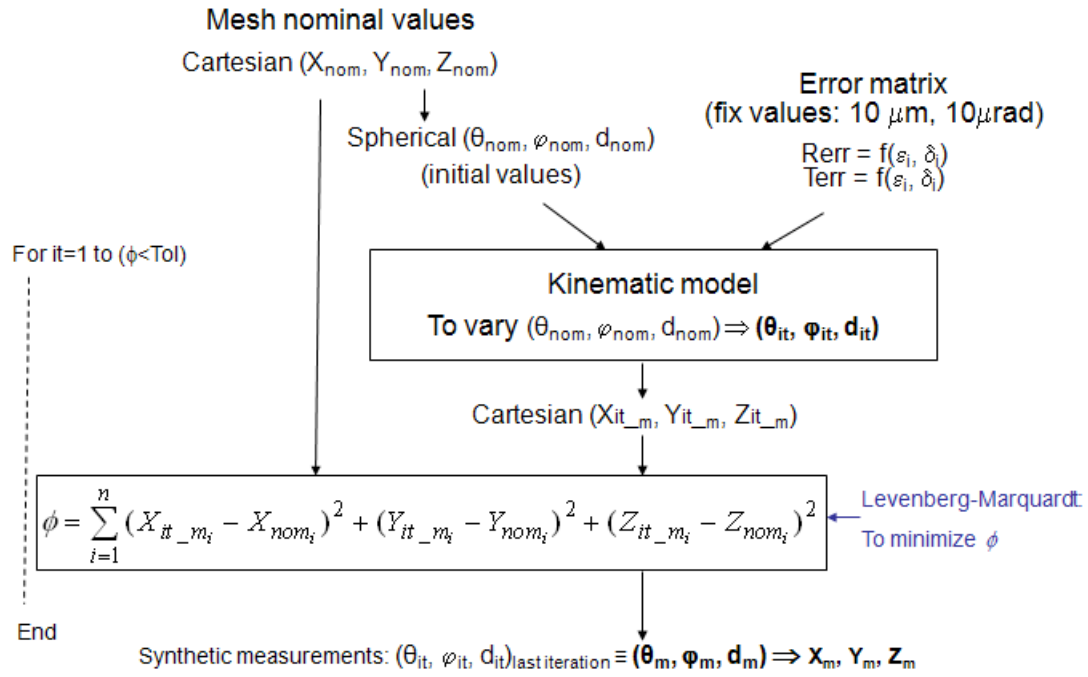 Mesh nominal values
Cartesian (Xnom, Ynom, Znom)
Error matrix
(fix values: 10 μm, 10μrad)
Spherical (θnom, φnom, dnom)
(initial values)
Rerr = f(εi, δi)
Terr = f(εi, δi)
For it=1 to (ϕ<Tol)
Kinematic model
To vary (θnom, φnom, dnom) ⇒ (θit, φit, dit)
Cartesian (Xit_m, Yit_m, Zit_m)
ϕ = ∑_{i=1}^{n} (X_{it_m_i} − X_{nom_i})² + (Y_{it_m_i} − Y_{nom_i})² + (Z_{it_m_i} − Z_{nom_i})²
Levenberg-Marquardt:
To minimize ϕ
End
Synthetic measurements: (θit, φit, dit)last iteration ≡ (θm, φm, dm) ⇒ Xm, Ym, Zm